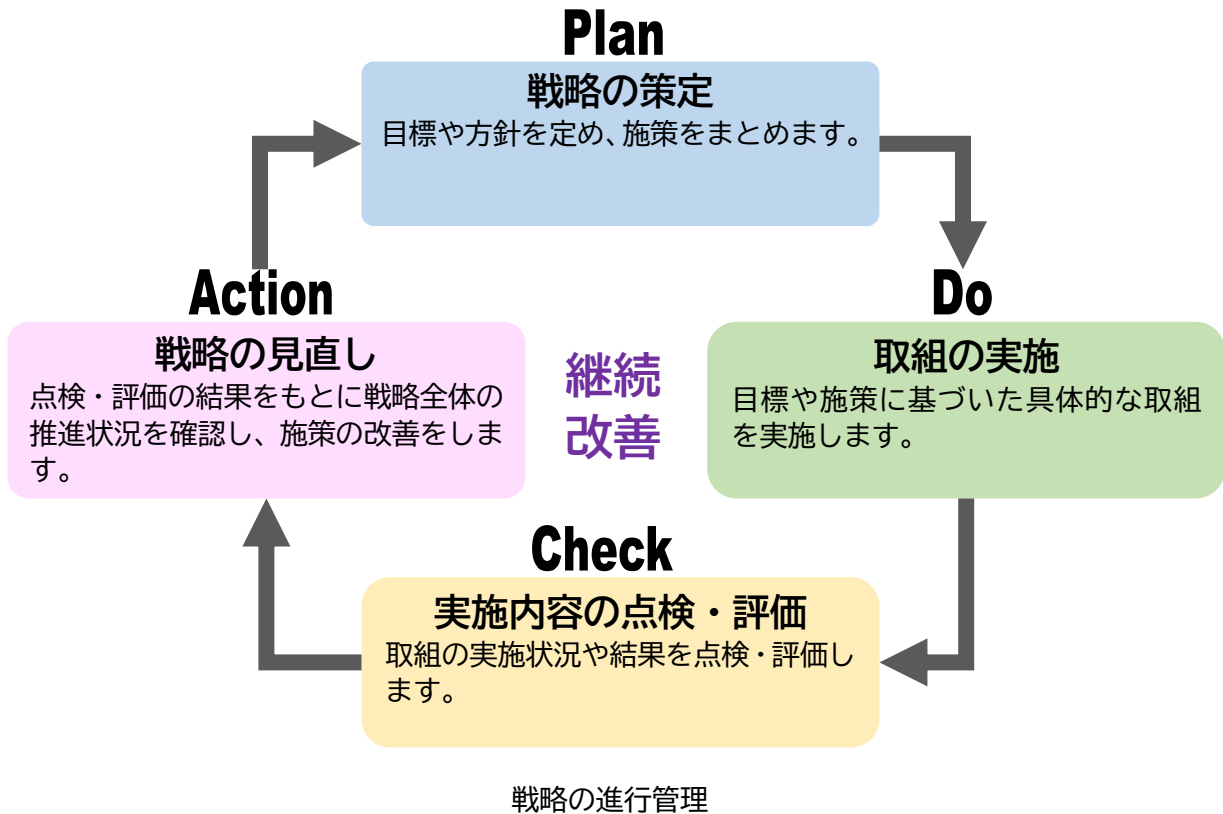 Plan
戦略の策定
目標や方針を定め、施策をまとめます。
Do
取組の実施
目標や施策に基づいた具体的な取組
を実施します。
Check
実施内容の点検・評価
取組の実施状況や結果を点検・評価し
ます。
Action
戦略の見直し
点検・評価の結果をもとに戦略全体の
推進状況を確認し、施策の改善をしま
す。
継続
改善
戦略の進行管理